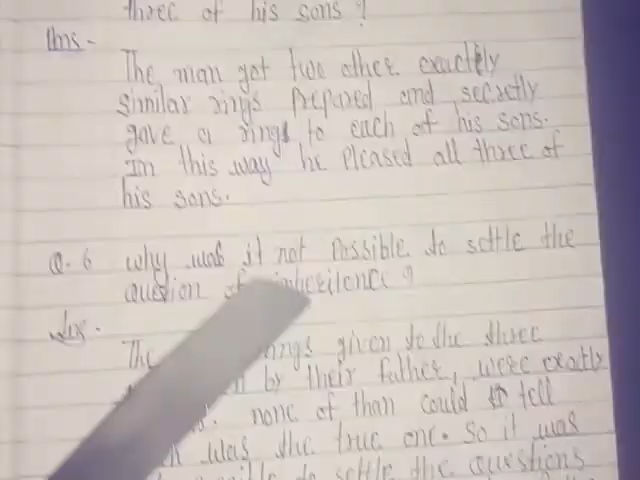 three of his sons?
Ans-
The man got two other exactely
similar rings prepared and secretly
gave a rings to each of his sons.
In this way he pleased all three of
his sons.
Q.6 why was it not possible to settle the
question of inheritence?
Ans.
The rings given to the three
by their father, were exatly
none of than could tell
was the true one. So it was
to settle the questions